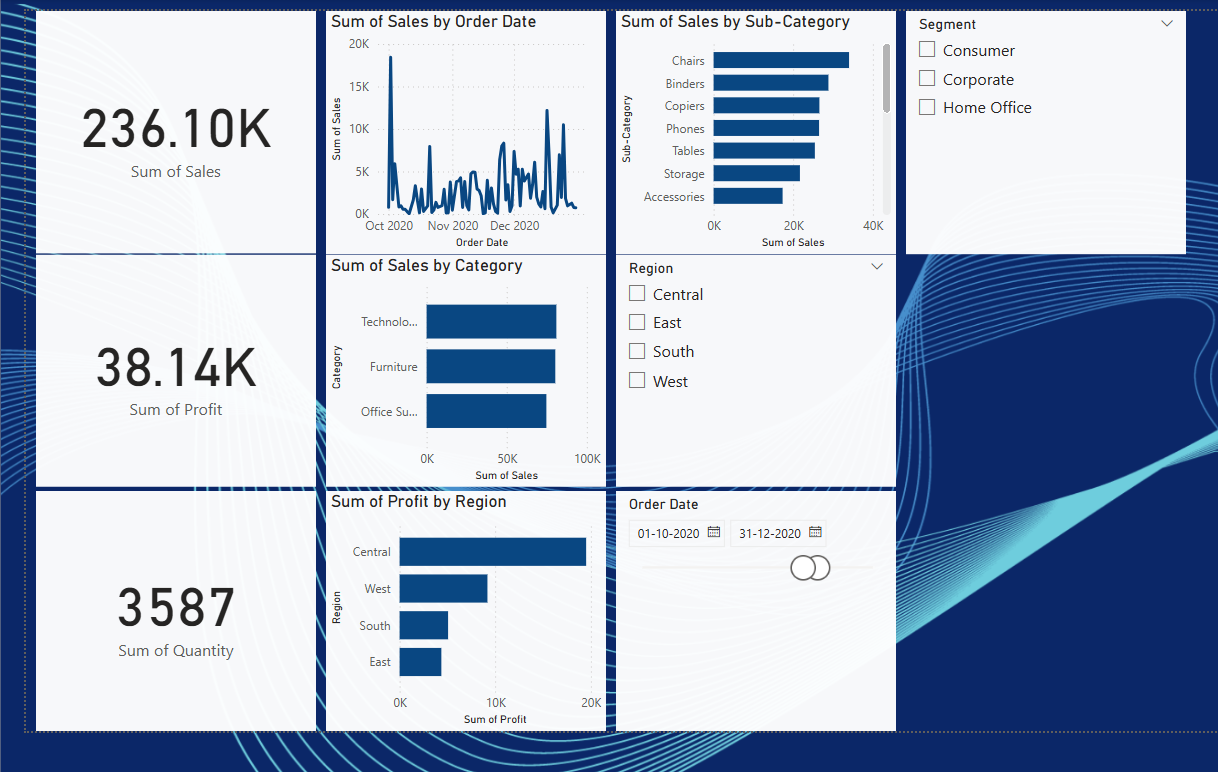 236.10K
Sum of Sales
38.14K
Sum of Profit
3587
Sum of Quantity
Sum of Sales by Order Date
20K
15K
10K
5K
0K
Sum of Sales
Oct 2020 Nov 2020 Dec 2020
Order Date
Sum of Sales by Category
Category
Technolo...
Furniture
Office Su...
0K 50K 100K
Sum of Sales
Sum of Profit by Region
Region
Central
West
South
East
0K 10K 20K
Sum of Profit
Sum of Sales by Sub-Category
Sub-Category
Chairs
Binders
Copiers
Phones
Tables
Storage
Accessories
0K 20K 40K
Sum of Sales
Region
Central
East
South
West
Order Date
01-10-2020 31-12-2020
Segment
Consumer
Corporate
Home Office